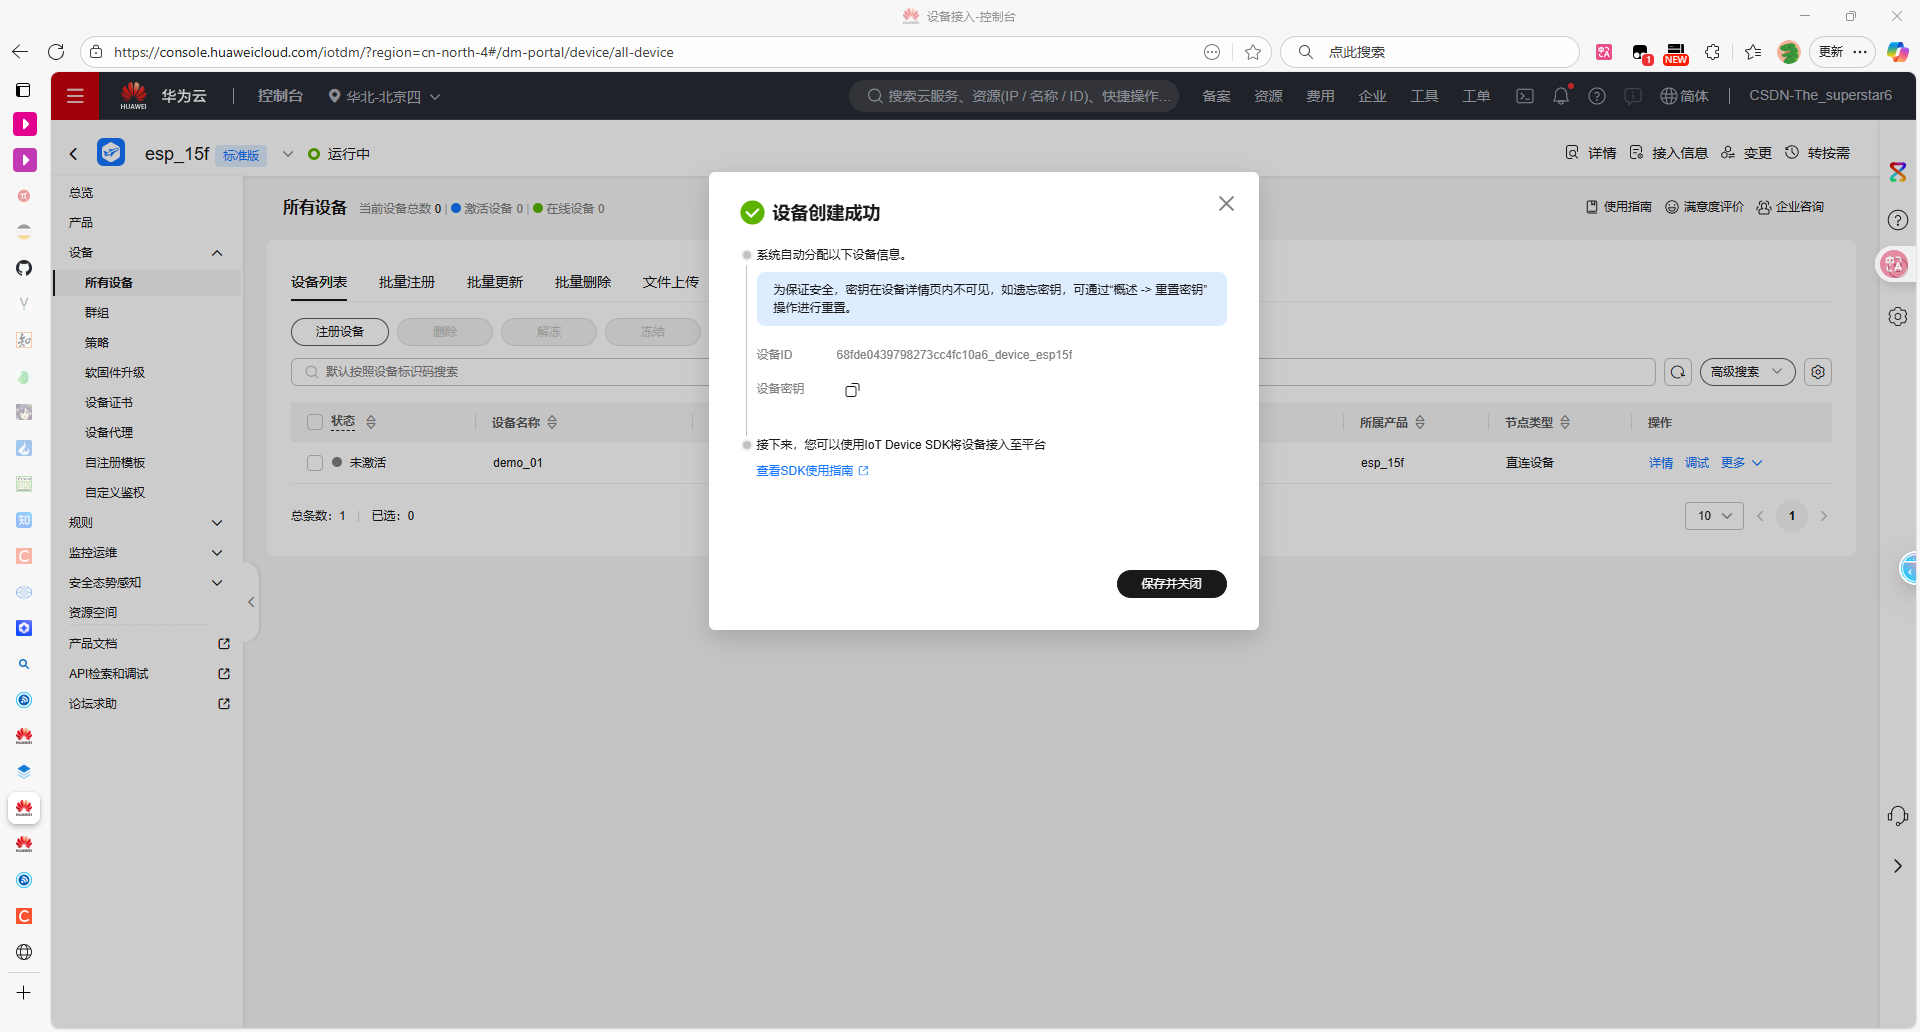 设备接入-控制台
https://console.huaweicloud.com/iotdm/?region=cn-north-4#/dm-portal/device/all-device
点此搜索
1
NEW
更新
HUAWEI
华为云
控制台
华北-北京四
搜索云服务、资源(IP / 名称 / ID)、快捷操作...
备案
资源
费用
企业
工具
工单
简体
CSDN-The_superstar6
esp_15f
标准版
运行中
详情
接入信息
变更
转按需
总览
产品
设备
所有设备
群组
策略
软固件升级
设备证书
设备代理
自注册模板
自定义鉴权
规则
监控运维
安全态势感知
资源空间
产品文档
API检索和调试
论坛求助
所有设备
当前设备总数 0
激活设备 0
在线设备 0
使用指南
满意度评价
企业咨询
设备列表
批量注册
批量更新
批量删除
文件上传
注册设备
删除
解冻
冻结
默认按照设备标识码搜索
高级搜索
状态
设备名称
所属产品
节点类型
操作
未激活
demo_01
esp_15f
直连设备
详情
调试
更多
总条数：1
已选：0
10
1
设备创建成功
系统自动分配以下设备信息。
为保证安全，密钥在设备详情页内不可见，如遗忘密钥，可通过“概述 -> 重置密钥”
操作进行重置。
设备ID
68fde0439798273cc4fc10a6_device_esp15f
设备密钥
接下来，您可以使用IoT Device SDK将设备接入至平台
查看SDK使用指南
保存并关闭